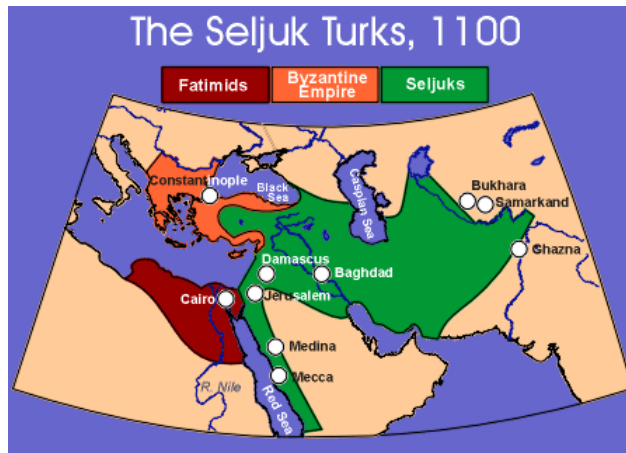 The Seljuk Turks, 1100
Fatimids
Byzantine
Empire
Seljuks
Constantinople
Black
Sea
Caspian Sea
Bukhara
Samarkand
Ghazna
Damascus
Baghdad
Cairo
Jerusalem
Medina
Mecca
R. Nile
Red Sea